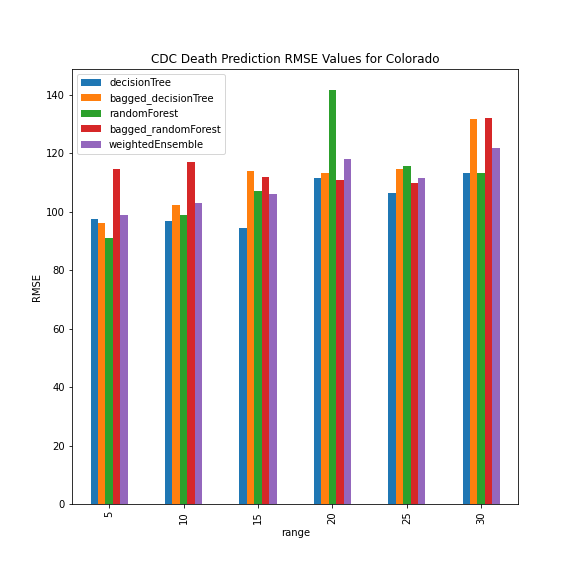 CDC Death Prediction RMSE Values for Colorado
decisionTree
bagged_decisionTree
randomForest
bagged_randomForest
weightedEnsemble
140
120
100
80
60
40
20
0
RMSE
5
10
15
20
25
30
range